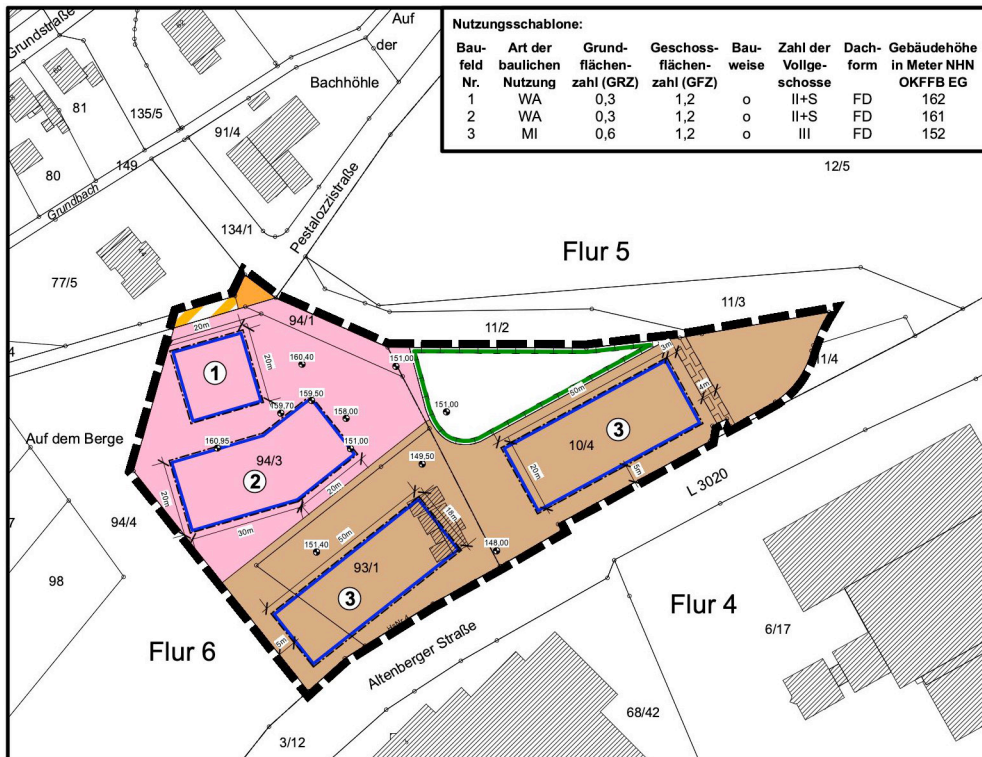 Nutzungsschablone:
Bau- Art der Grund- Geschoss- Bau- Zahl der Dach- Gebäudehöhe
feld baulichen flächen- flächen- weise Vollge- form in Meter NHN
Nr. Nutzung zahl (GRZ) zahl (GFZ) schosse OKFFB EG
1 WA 0,3 1,2 o II+S FD 162
2 WA 0,3 1,2 o II+S FD 161
3 MI 0,6 1,2 o III FD 152
Auf
der
Bachhöhle
Grundstraße
62
60
81
135/5
91/4
80
149
Grundbach
12/5
134/1
Pestalozzistraße
44
77/5
Flur 5
11/3
94/1
11/2
20m
11/4
3m
160,40
151,00
20m
1
50m
4m
159,50
159,70
158,00
151,00
3
Auf dem Berge
160,95
151,00
10/4
94/3
149,50
2
20m
20m
20m
5m
L 3020
30m
94/4
50m
18m
151,40
148,00
98
93/1
3
Flur 4
6/17
5m
Flur 6
Altenberger Straße
68/42
3/12